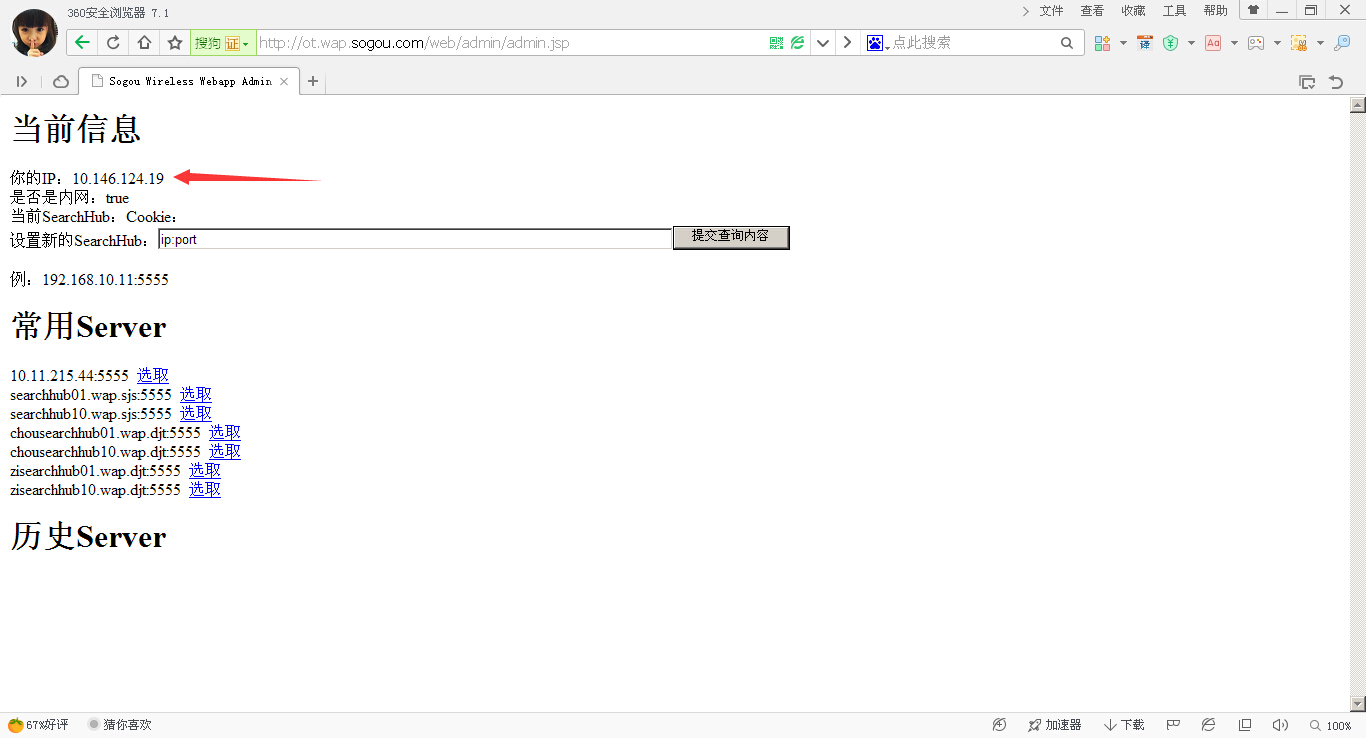 360安全浏览器 7.1
文件 查看 收藏 工具 帮助
搜狗 证 http://ot.wap.sogou.com/web/admin/admin.jsp 点此搜索 译 Aa
Sogou Wireless Webapp Admin
当前信息
你的IP：10.146.124.19
是否是内网：true
当前SearchHub：Cookie：
设置新的SearchHub：ip:port 提交查询内容
例：192.168.10.11:5555
常用Server
10.11.215.44:5555 选取
searchhub01.wap.sjs:5555 选取
searchhub10.wap.sjs:5555 选取
chousearchhub01.wap.djt:5555 选取
chousearchhub10.wap.djt:5555 选取
zisearchhub01.wap.djt:5555 选取
zisearchhub10.wap.djt:5555 选取
历史Server
67%好评 猜你喜欢 加速器 下载 100%